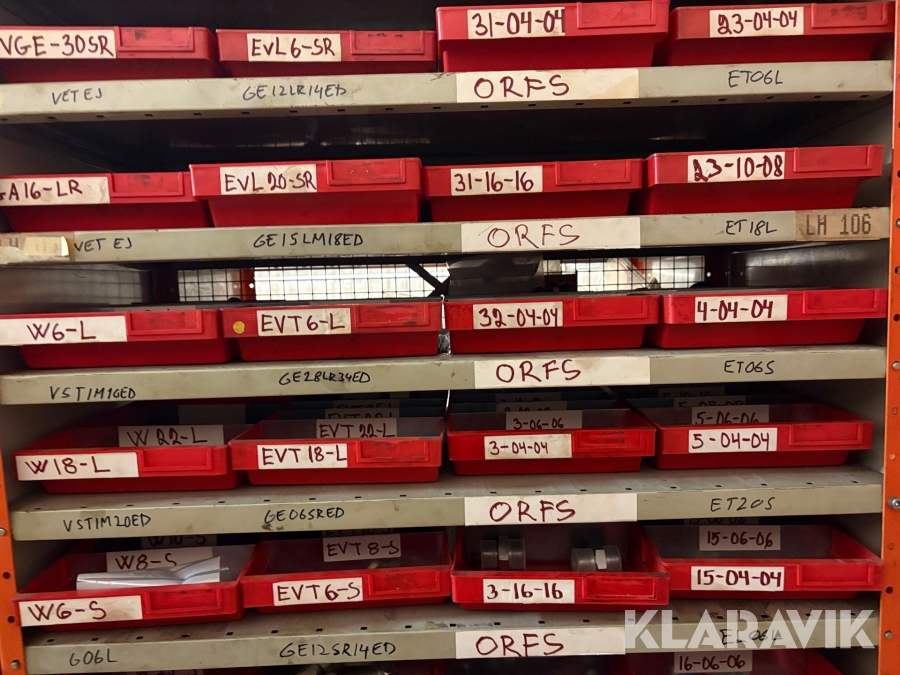 VGE-30SR EVL6-SR 31-04-04 23-04-04
VETEJ GE12LR14ED ORFS ET06L
GA16-LR EVL20-SR 31-16-16 23-10-08
VETEJ GE15LM18ED ORFS ET18L LH 106
W6-L EVT6-L 32-04-04 4-04-04
VSTIM10ED GE28LR34ED ORFS ET06S
W22-L EVT22-L 3-06-06 5-06-06
W18-L EVT18-L 3-04-04 5-04-04
VSTIM20ED GE06SRED ORFS ET20S
W8-S EVT8-S 15-06-06
W6-S EVT6-S 3-16-16 15-04-04
G06L GE12SR14ED ORFS
KLARAVIK
16-06-06